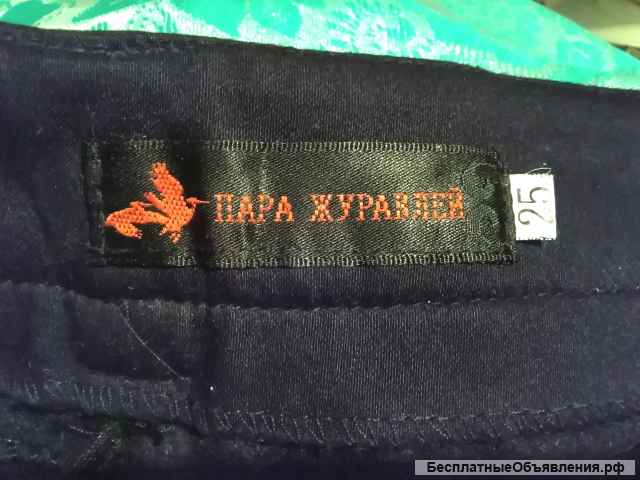 ПАРА ЖУРАВЛЕЙ
25
БесплатныеОбъявления.рф